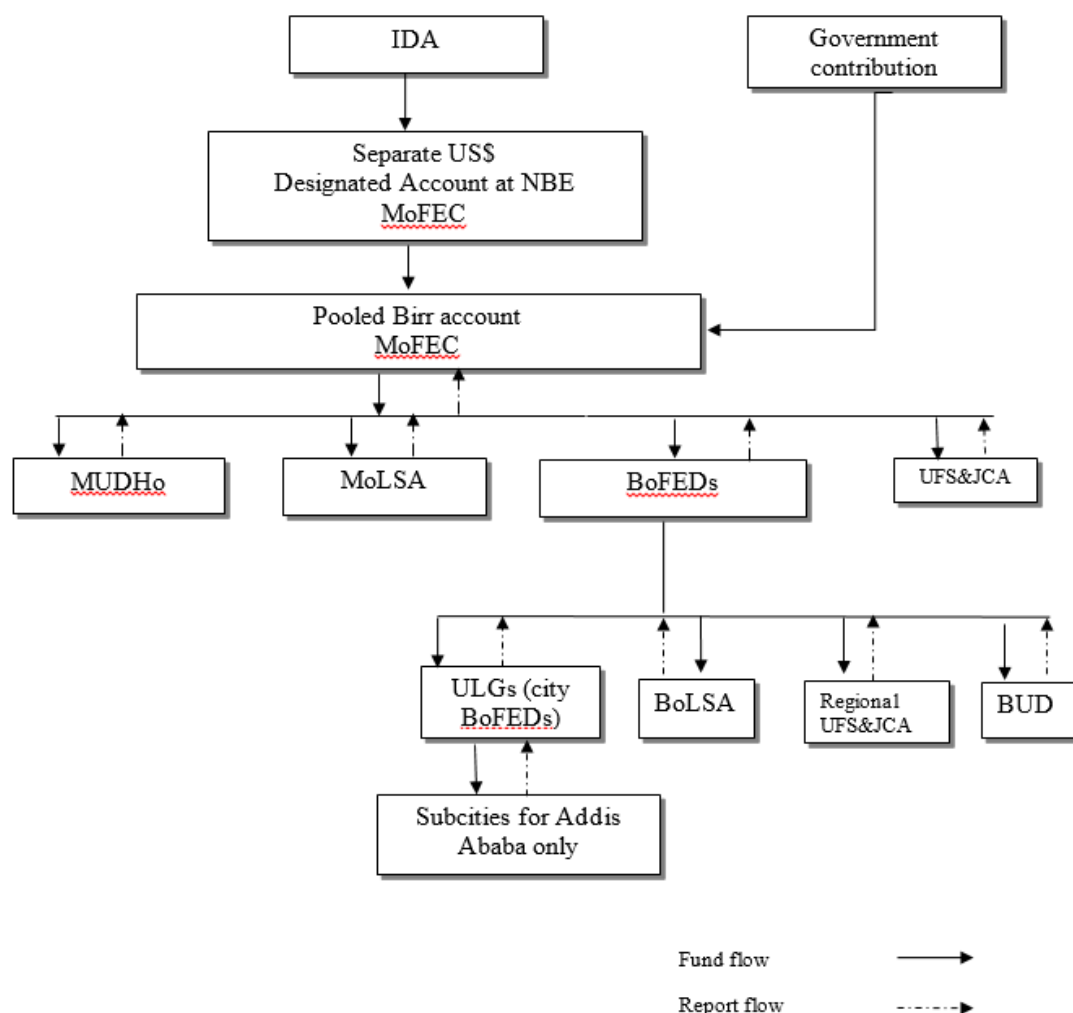 IDA
Government
contribution
Separate US$
Designated Account at NBE
MoFEC
Pooled Birr account
MoFEC
MUDHo
MoLSA
BoFEDs
UFS&JCA
ULGs (city
BoFEDs)
BoLSA
Regional
UFS&JCA
BUD
Subcities for Addis
Ababa only
Fund flow
Report flow